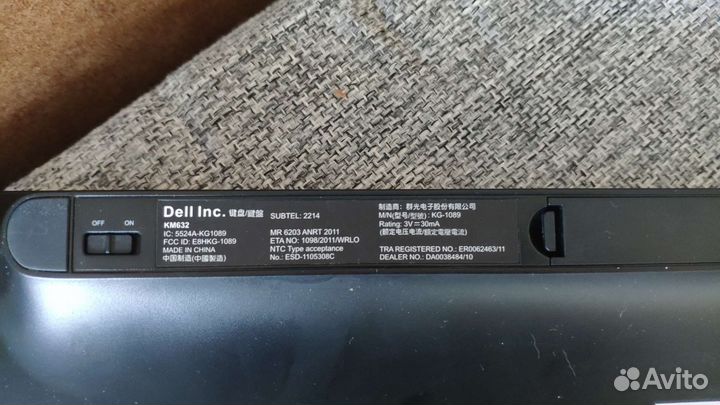 OFF ON
Dell Inc. 键盘/鍵盤
KM632
IC: 5524A-KG1089
FCC ID: E8HKG-1089
MADE IN CHINA
中国制造(中國製造)
SUBTEL: 2214
MR 6203 ANRT 2011
ETA NO: 1098/2011/WRLO
NTC Type acceptance
No.: ESD-1105308C
制造商：群光电子股份有限公司
M/N(型号/型號)：KG-1089
Rating: 3V⎓30mA
(额定电压电流/額定電壓電流)
TRA REGISTERED No.: ER0062463/11
DEALER NO.: DA0038484/10
Avito